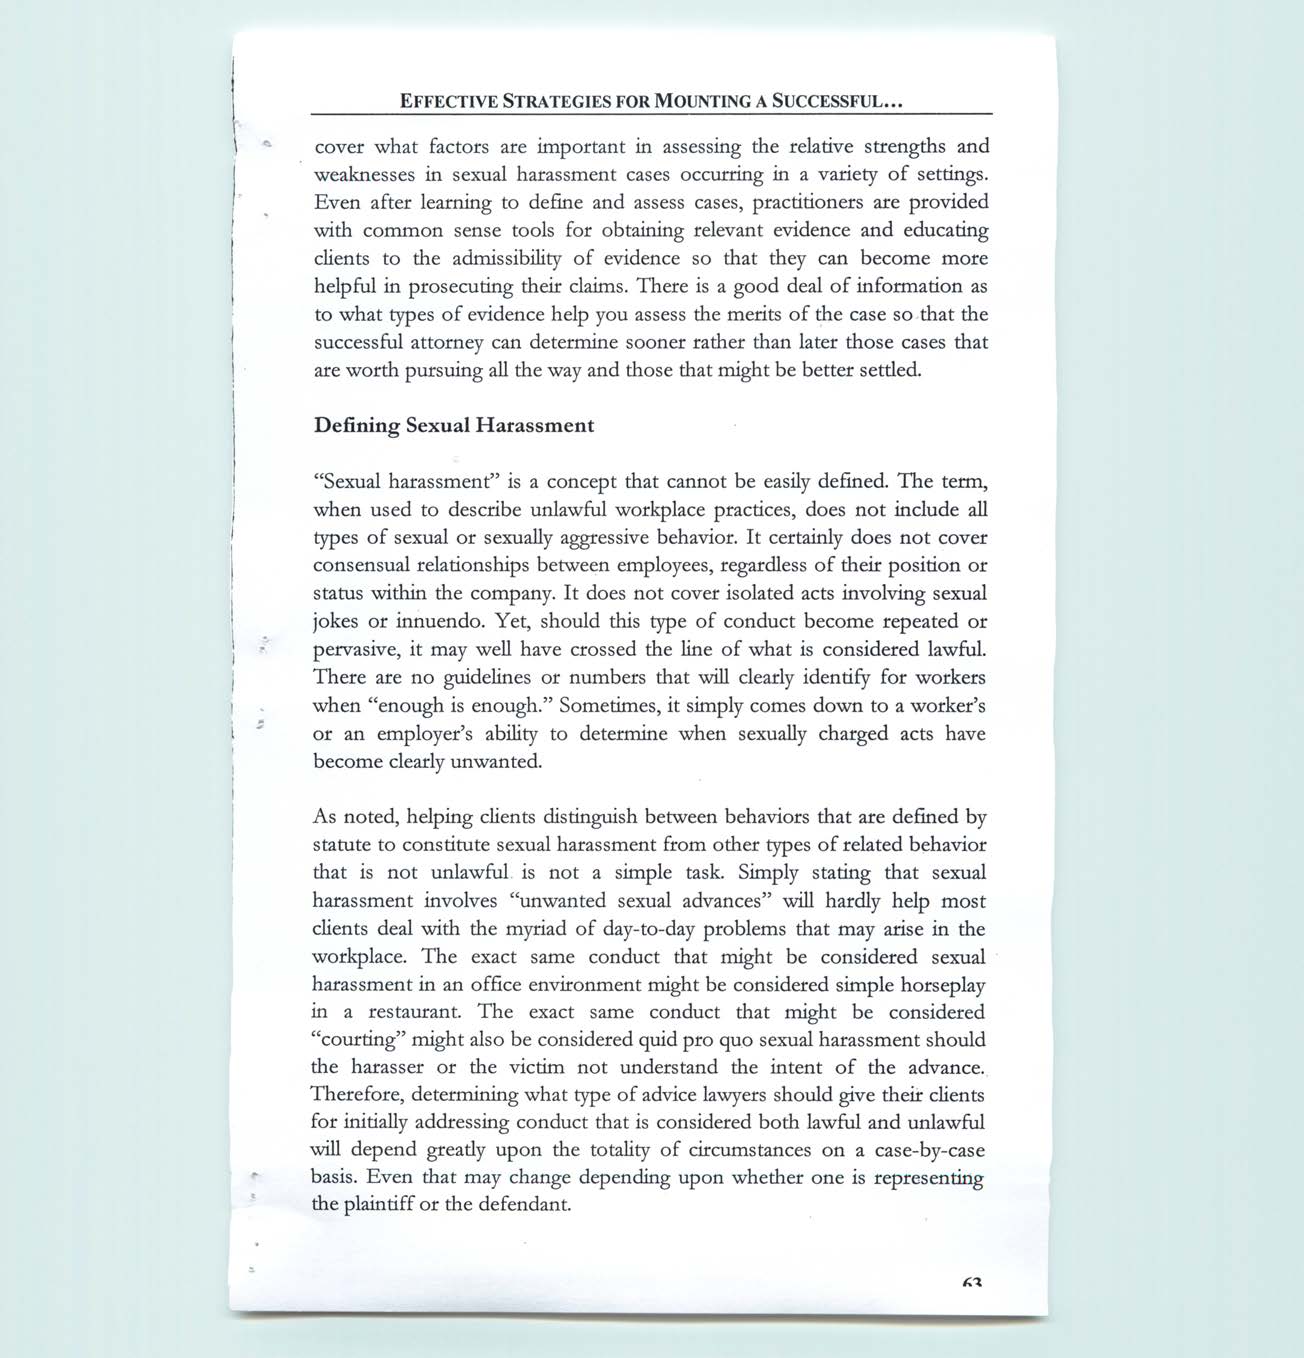 EFFECTIVE STRATEGIES FOR MOUNTING A SUCCESSFUL...
cover what factors are important in assessing the relative strengths and
weaknesses in sexual harassment cases occurring in a variety of settings.
Even after learning to define and assess cases, practitioners are provided
with common sense tools for obtaining relevant evidence and educating
clients to the admissibility of evidence so that they can become more
helpful in prosecuting their claims. There is a good deal of information as
to what types of evidence help you assess the merits of the case so that the
successful attorney can determine sooner rather than later those cases that
are worth pursuing all the way and those that might be better settled.
Defining Sexual Harassment
“Sexual harassment” is a concept that cannot be easily defined. The term,
when used to describe unlawful workplace practices, does not include all
types of sexual or sexually aggressive behavior. It certainly does not cover
consensual relationships between employees, regardless of their position or
status within the company. It does not cover isolated acts involving sexual
jokes or innuendo. Yet, should this type of conduct become repeated or
pervasive, it may well have crossed the line of what is considered lawful.
There are no guidelines or numbers that will clearly identify for workers
when “enough is enough.” Sometimes, it simply comes down to a worker’s
or an employer’s ability to determine when sexually charged acts have
become clearly unwanted.
As noted, helping clients distinguish between behaviors that are defined by
statute to constitute sexual harassment from other types of related behavior
that is not unlawful is not a simple task. Simply stating that sexual
harassment involves “unwanted sexual advances” will hardly help most
clients deal with the myriad of day-to-day problems that may arise in the
workplace. The exact same conduct that might be considered sexual
harassment in an office environment might be considered simple horseplay
in a restaurant. The exact same conduct that might be considered
“courting” might also be considered quid pro quo sexual harassment should
the harasser or the victim not understand the intent of the advance.
Therefore, determining what type of advice lawyers should give their clients
for initially addressing conduct that is considered both lawful and unlawful
will depend greatly upon the totality of circumstances on a case-by-case
basis. Even that may change depending upon whether one is representing
the plaintiff or the defendant.
63